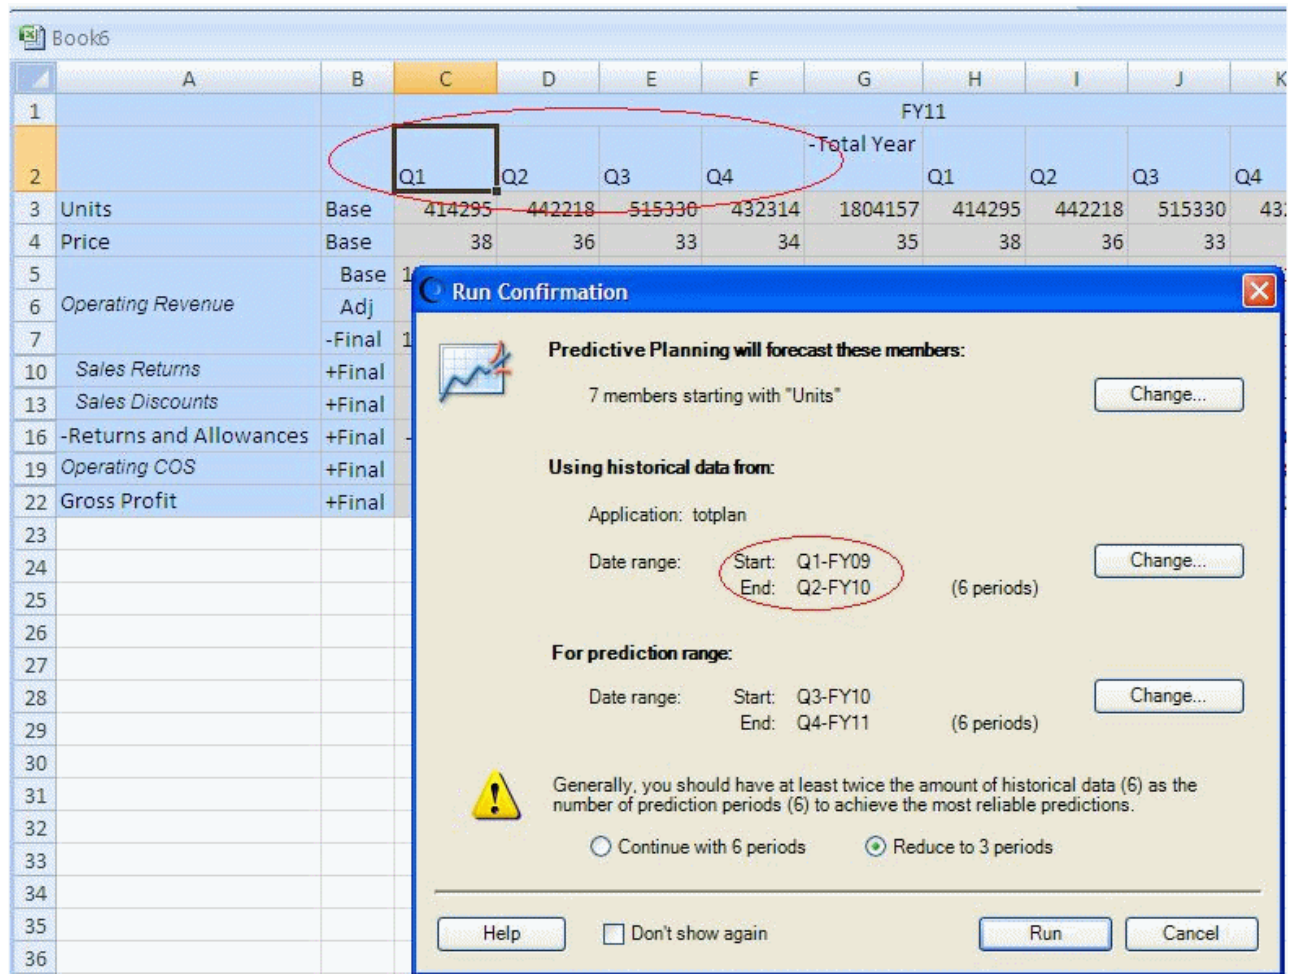 Book6
A B C D E F G H I J K
1 FY11
-Total Year
2 Q1 Q2 Q3 Q4 Q1 Q2 Q3 Q4
3 Units Base 414295 442218 515330 432314 1804157 414295 442218 515330 43
4 Price Base 38 36 33 34 35 38 36 33
5 Base 1
Operating Revenue
6 Adj
7 -Final 1
10 Sales Returns +Final
13 Sales Discounts +Final
16 -Returns and Allowances +Final -
19 Operating COS +Final
22 Gross Profit +Final
23
24
25
26
27
28
29
30
31
32
33
34
35
36
Run Confirmation
Predictive Planning will forecast these members:
7 members starting with "Units" Change...
Using historical data from:
Application: totplan
Date range: Start: Q1-FY09 Change...
End: Q2-FY10 (6 periods)
For prediction range:
Date range: Start: Q3-FY10 Change...
End: Q4-FY11 (6 periods)
Generally, you should have at least twice the amount of historical data (6) as the
number of prediction periods (6) to achieve the most reliable predictions.
Continue with 6 periods Reduce to 3 periods
Help Don't show again Run Cancel